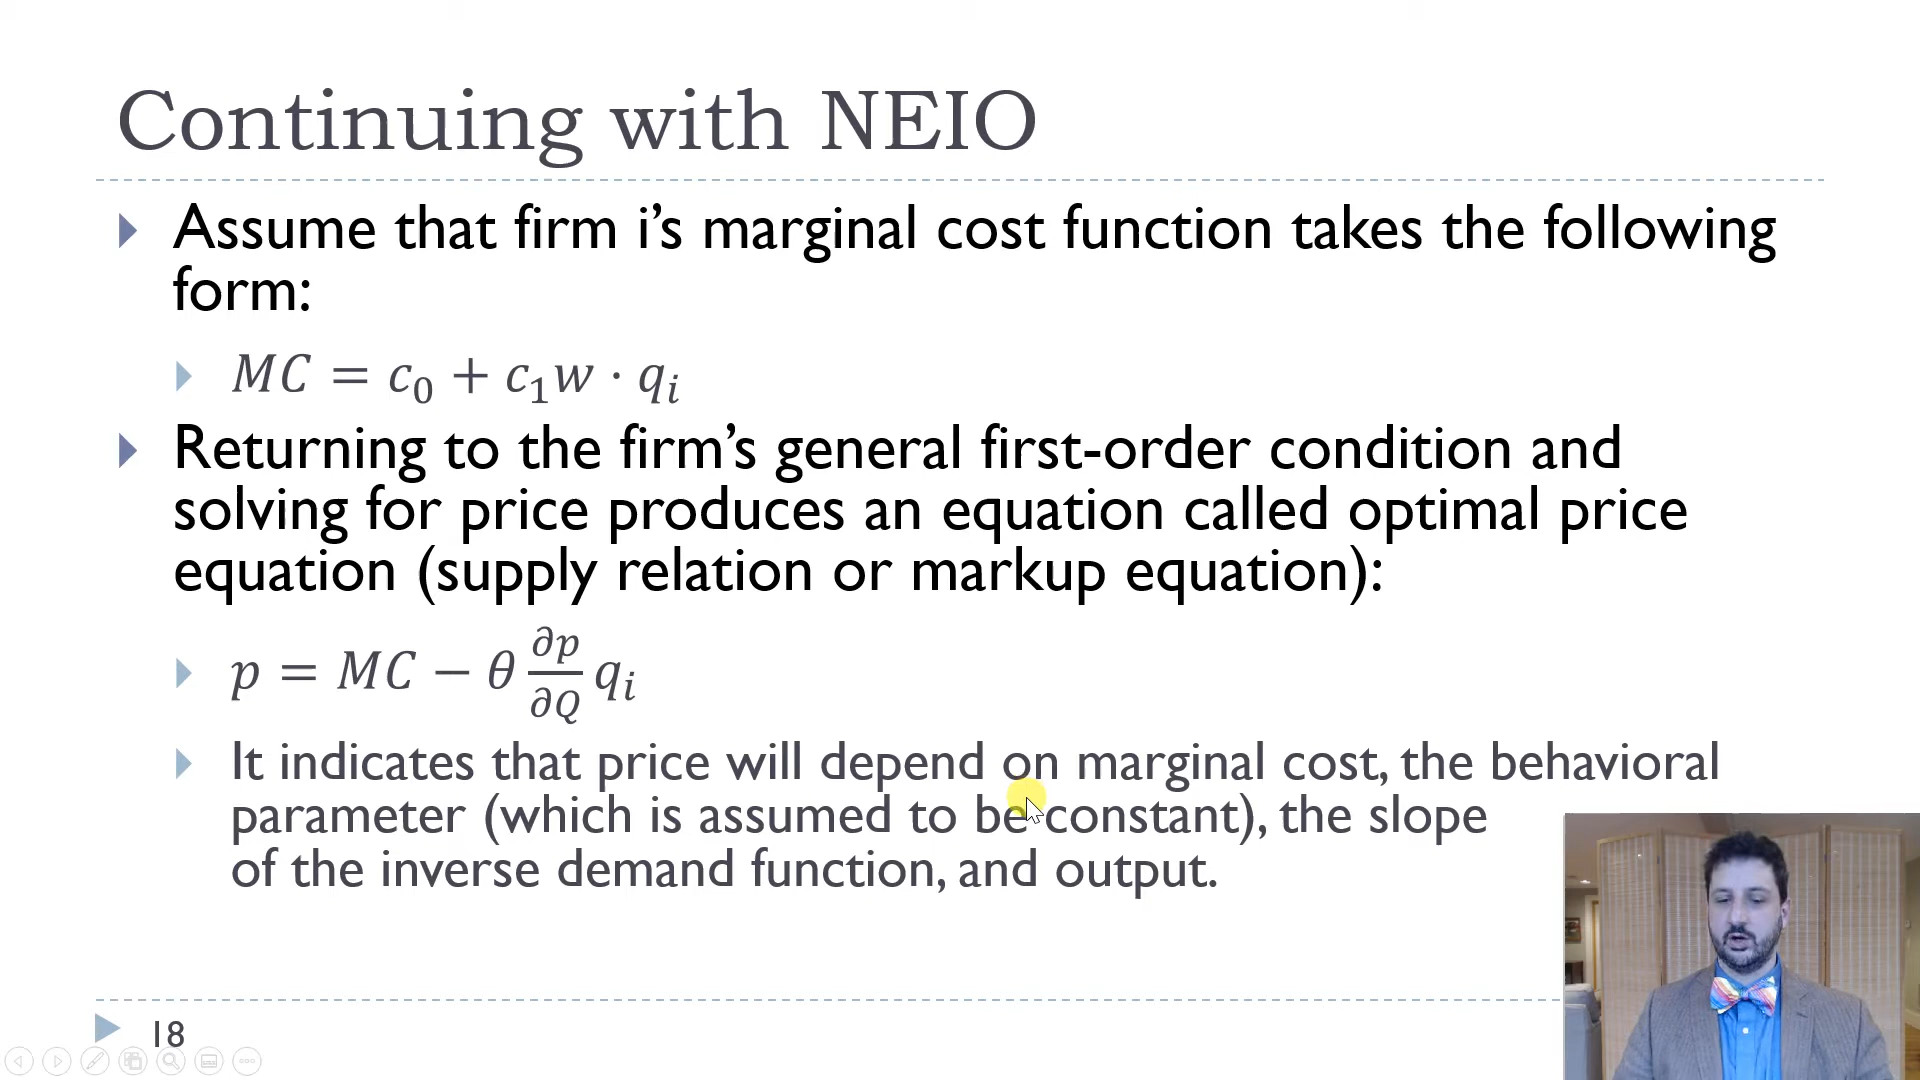 Continuing with NEIO
Assume that firm i’s marginal cost function takes the following
form:
MC = c₀ + c₁w · qᵢ
Returning to the firm’s general first-order condition and
solving for price produces an equation called optimal price
equation (supply relation or markup equation):
p = MC − θ ∂p/∂Q qᵢ
It indicates that price will depend on marginal cost, the behavioral
parameter (which is assumed to be constant), the slope
of the inverse demand function, and output.
18